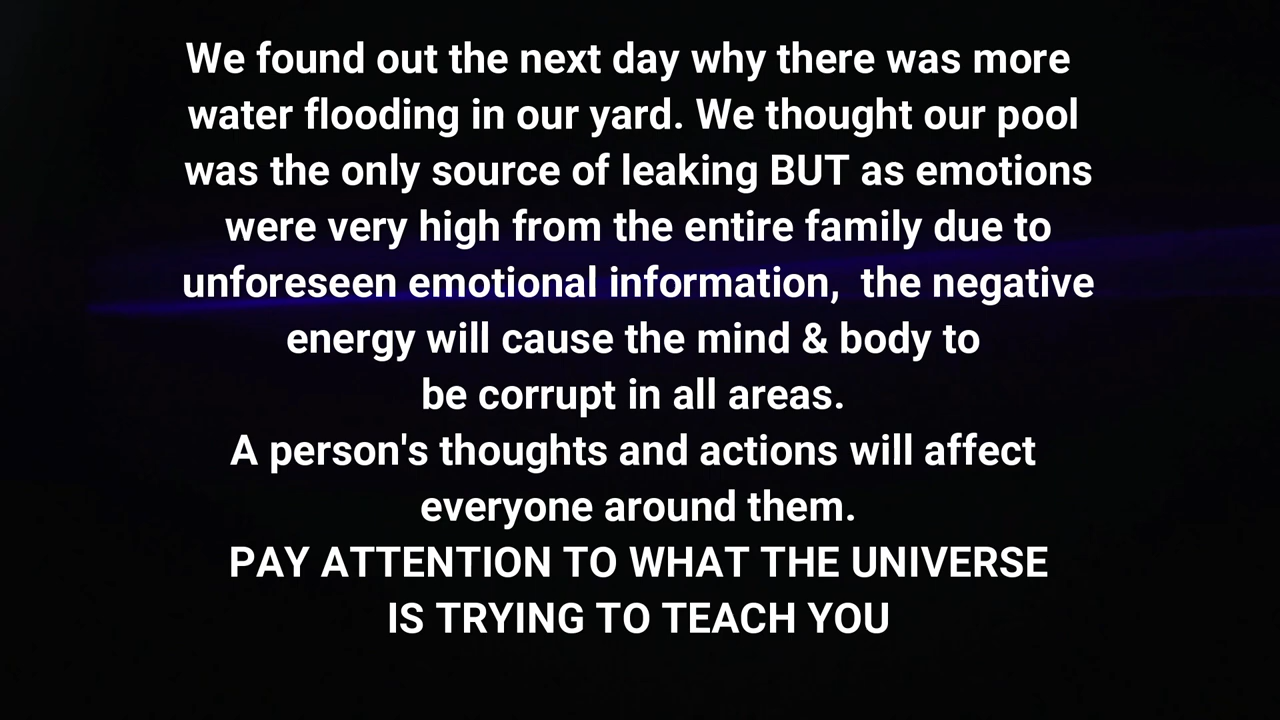 We found out the next day why there was more
water flooding in our yard. We thought our pool
was the only source of leaking BUT as emotions
were very high from the entire family due to
unforeseen emotional information,  the negative
energy will cause the mind & body to
be corrupt in all areas.
A person's thoughts and actions will affect
everyone around them.
PAY ATTENTION TO WHAT THE UNIVERSE
IS TRYING TO TEACH YOU